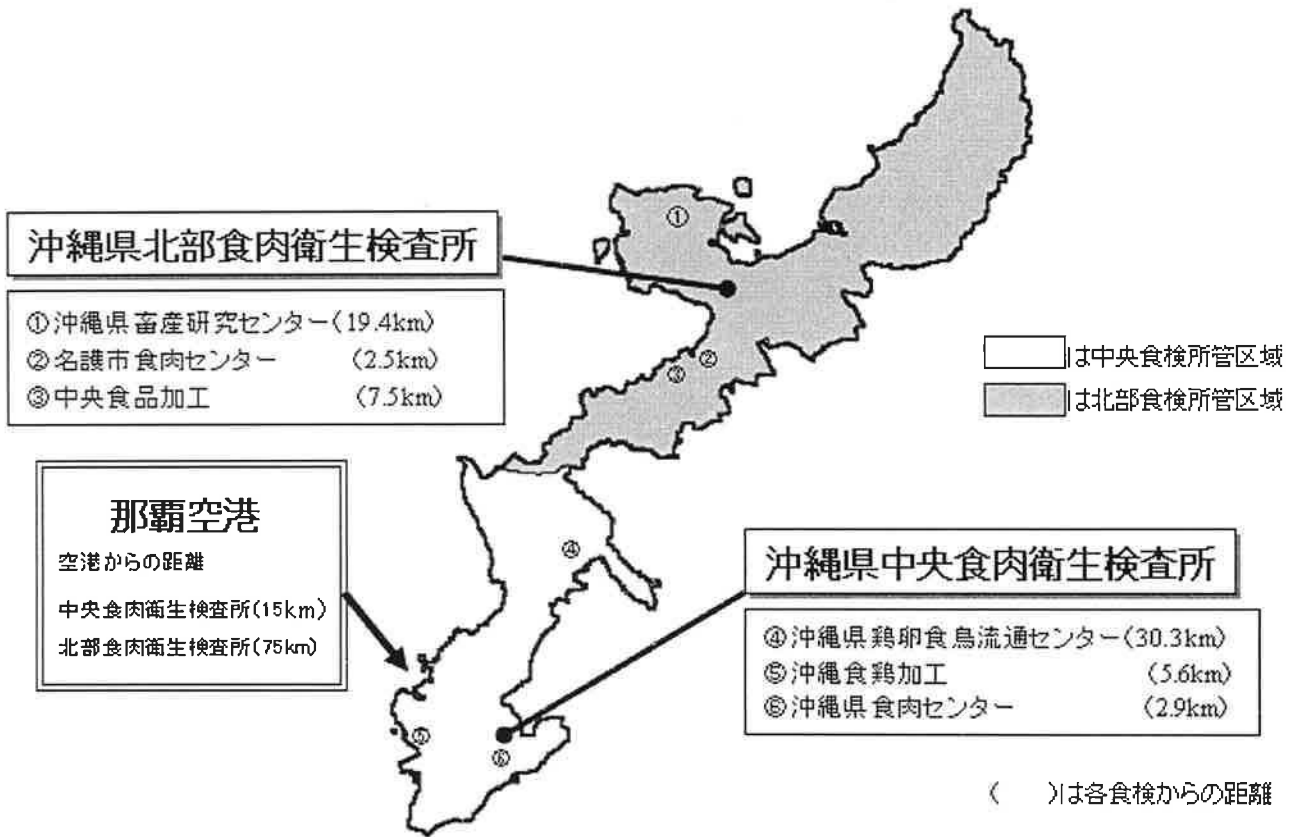 沖縄県北部食肉衛生検査所
①沖縄県畜産研究センター(19.4km)
②名護市食肉センター (2.5km)
③中央食品加工 (7.5km)
①
②
③
は中央食検所管区域
は北部食検所管区域
那覇空港
空港からの距離
中央食肉衛生検査所(15km)
北部食肉衛生検査所(75km)
④
⑤
⑥
沖縄県中央食肉衛生検査所
④沖縄県鶏卵食鳥流通センター(30.3km)
⑤沖縄食鶏加工 (5.6km)
⑥沖縄県食肉センター (2.9km)
( )は各食検からの距離